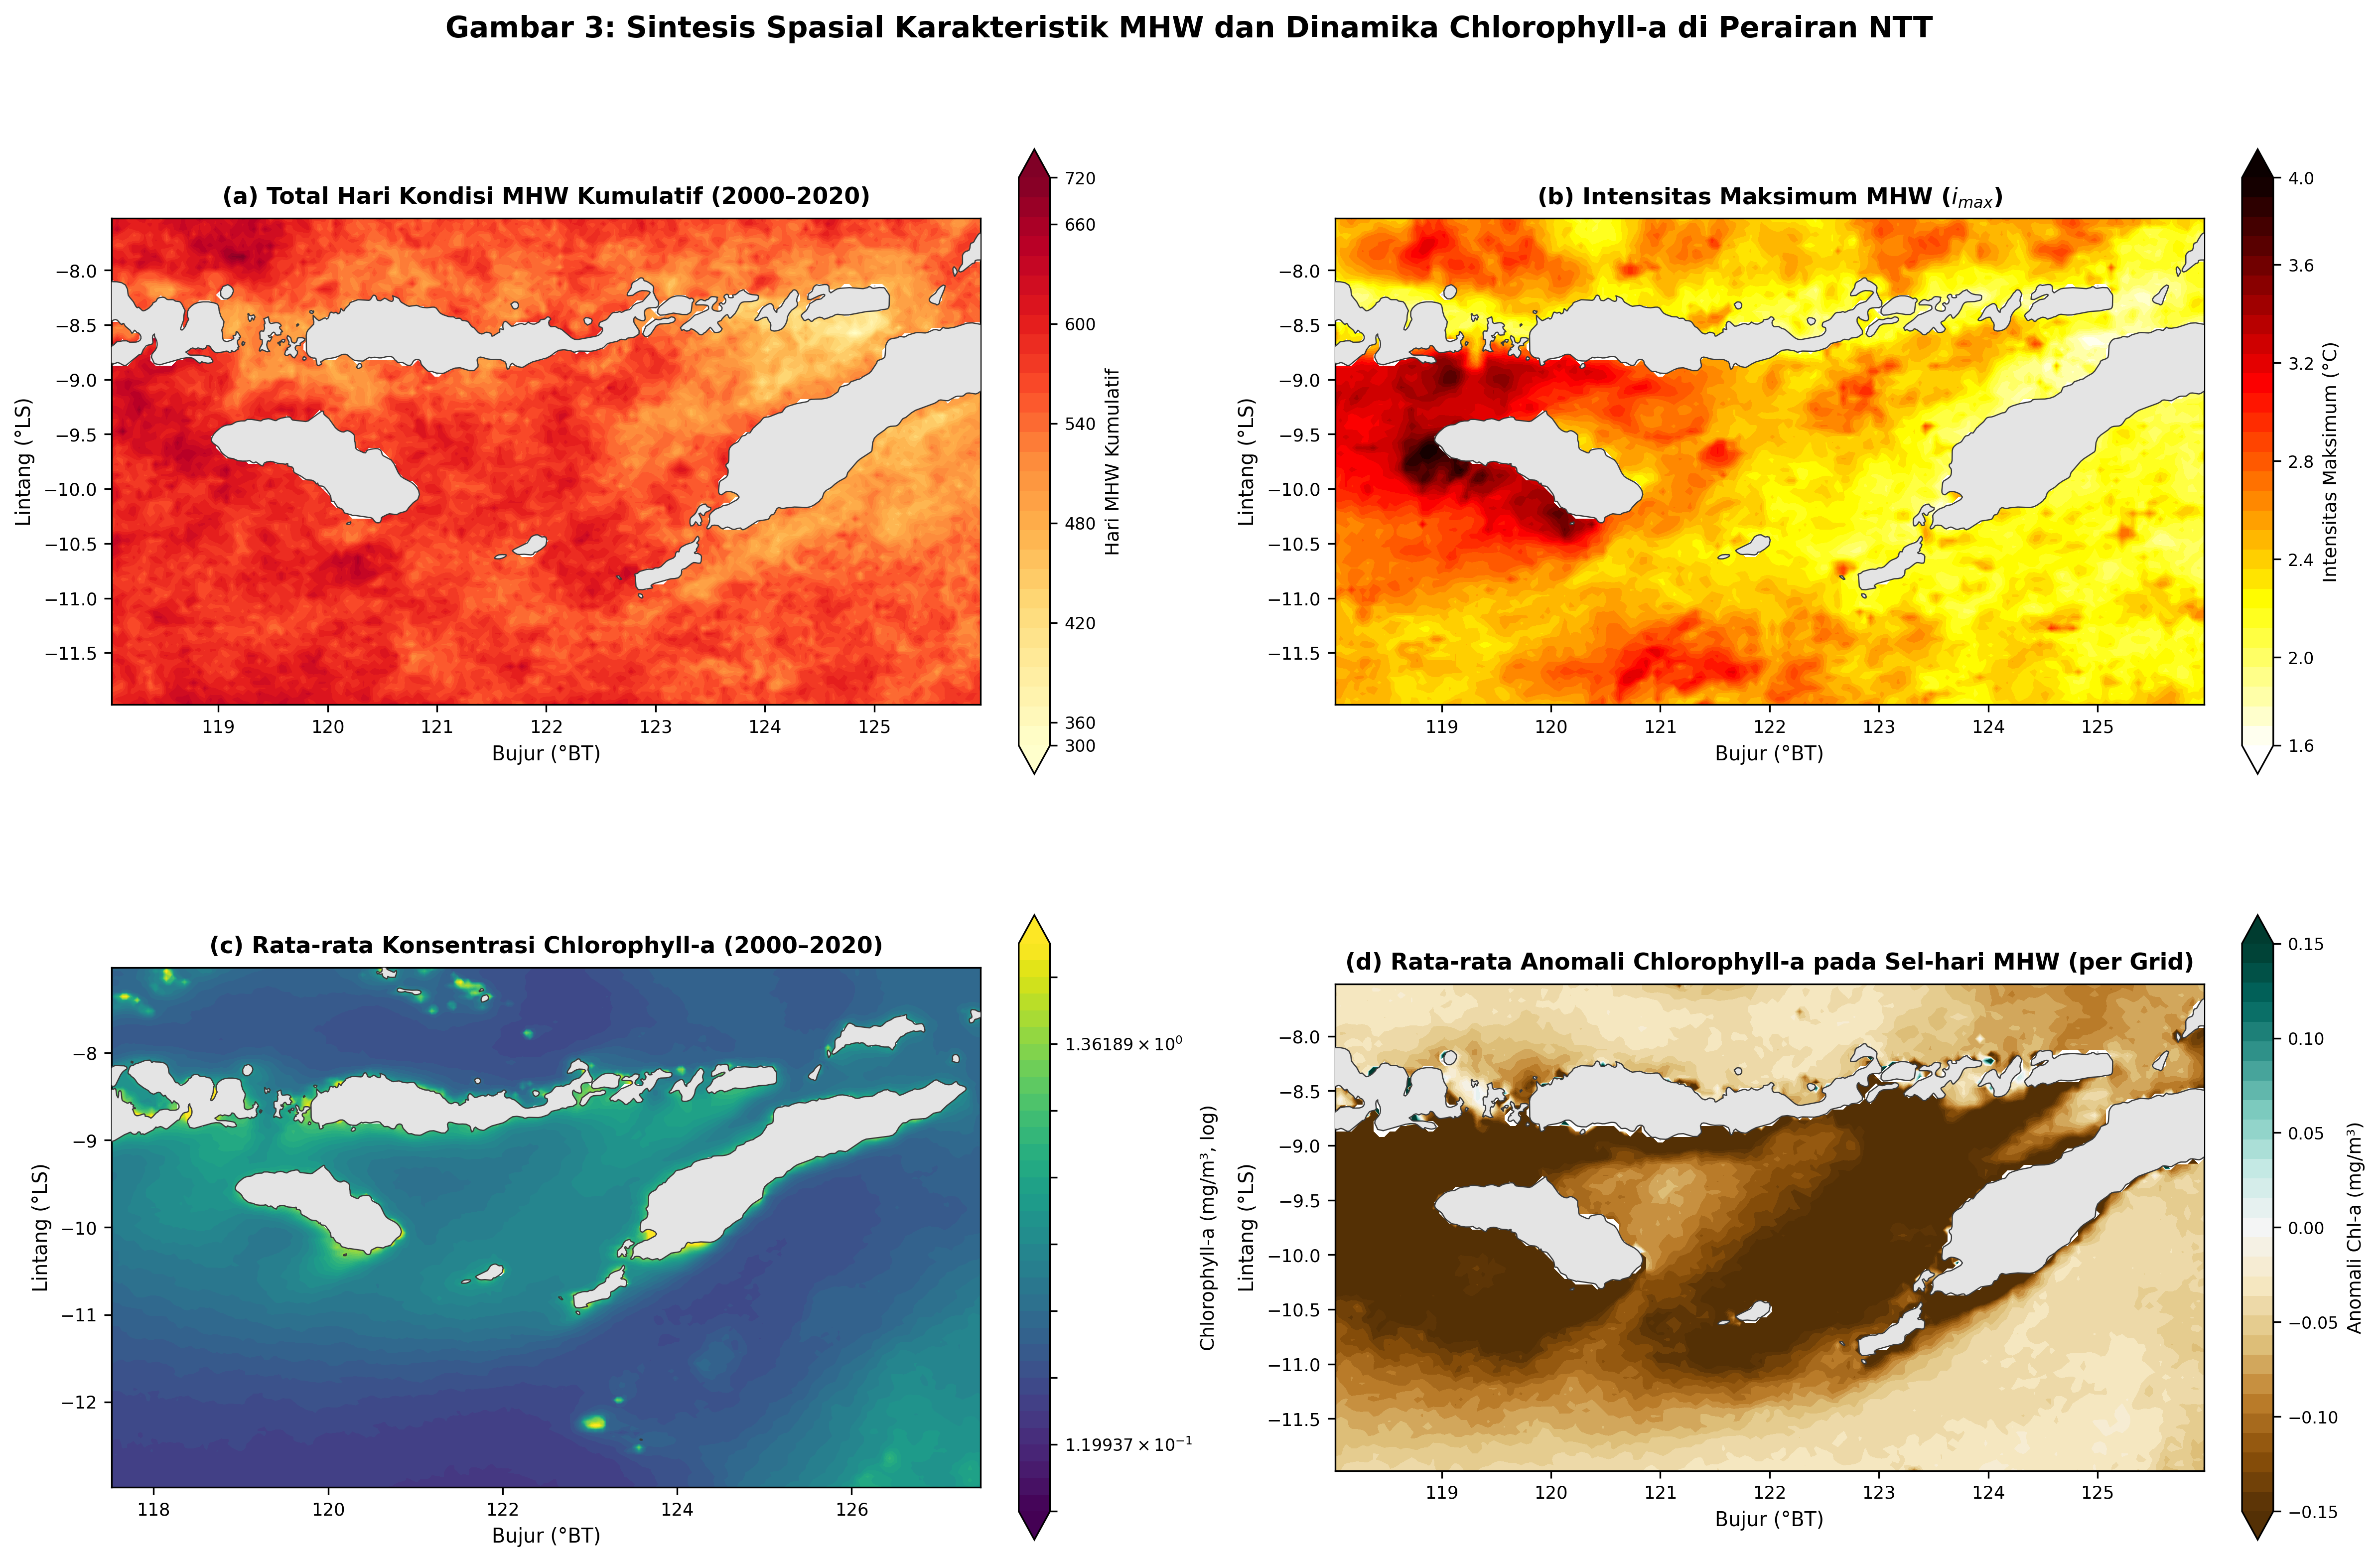 Gambar 3: Sintesis Spasial Karakteristik MHW dan Dinamika Chlorophyll-a di Perairan NTT
(a) Total Hari Kondisi MHW Kumulatif (2000–2020)
Lintang (°LS)
−8.0
−8.5
−9.0
−9.5
−10.0
−10.5
−11.0
−11.5
119 120 121 122 123 124 125
Bujur (°BT)
720
660
600
540
480
420
360
300
Hari MHW Kumulatif
(b) Intensitas Maksimum MHW (i_max)
Lintang (°LS)
−8.0
−8.5
−9.0
−9.5
−10.0
−10.5
−11.0
−11.5
119 120 121 122 123 124 125
Bujur (°BT)
4.0
3.6
3.2
2.8
2.4
2.0
1.6
Intensitas Maksimum (°C)
(c) Rata-rata Konsentrasi Chlorophyll-a (2000–2020)
Lintang (°LS)
−8
−9
−10
−11
−12
118 120 122 124 126
Bujur (°BT)
1.36189 × 10⁰
1.19937 × 10⁻¹
Chlorophyll-a (mg/m³, log)
(d) Rata-rata Anomali Chlorophyll-a pada Sel-hari MHW (per Grid)
Lintang (°LS)
−8.0
−8.5
−9.0
−9.5
−10.0
−10.5
−11.0
−11.5
119 120 121 122 123 124 125
Bujur (°BT)
0.15
0.10
0.05
0.00
−0.05
−0.10
−0.15
Anomali Chl-a (mg/m³)